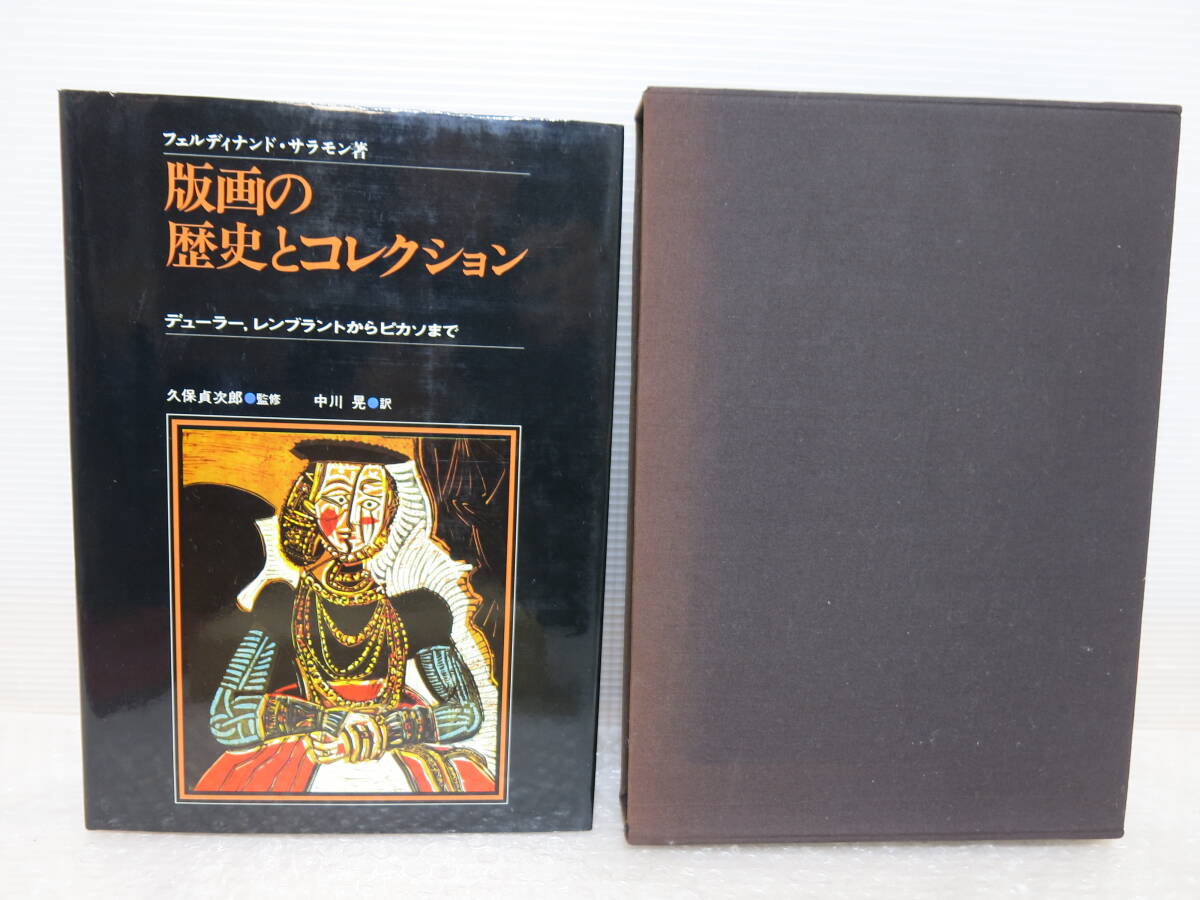 フェルディナンド・サラモン著
版画の
歴史とコレクション
デューラー，レンブラントからピカソまで
久保貞次郎●監修　中川 晃●訳